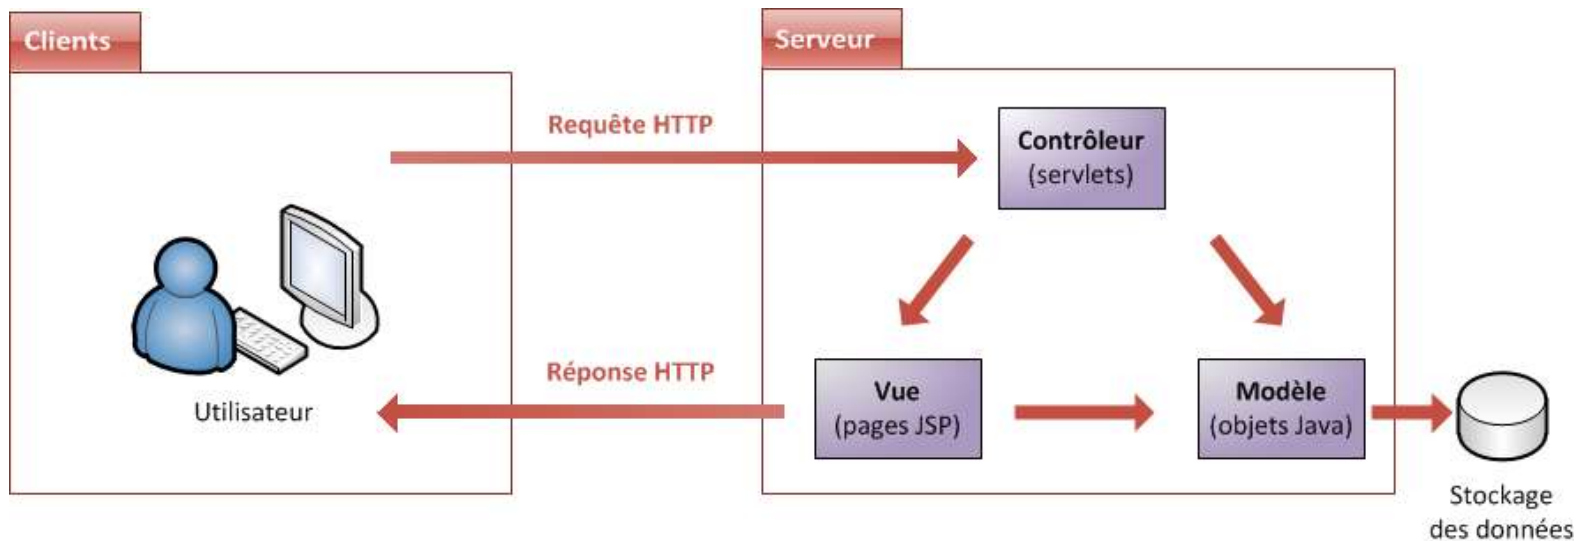 Clients
Serveur
Requête HTTP
Contrôleur
(servlets)
Réponse HTTP
Utilisateur
Vue
(pages JSP)
Modèle
(objets Java)
Stockage
des données